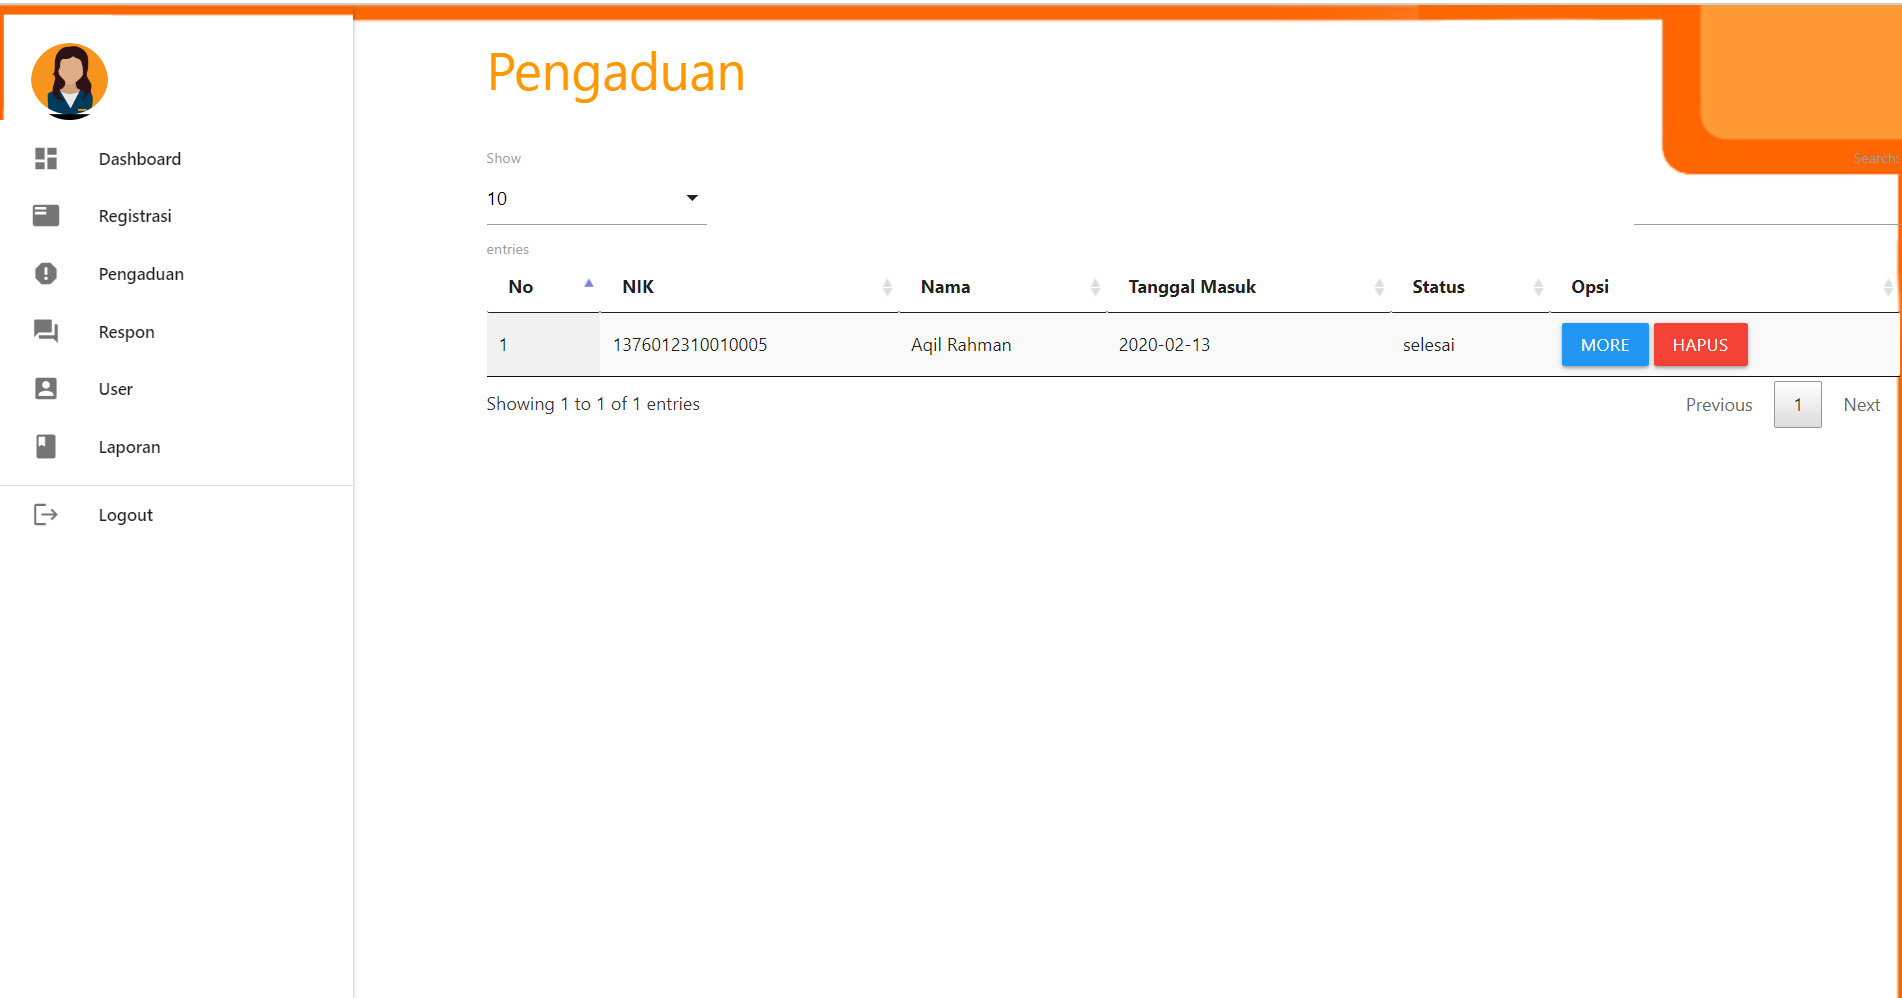 Pengaduan
Dashboard
Registrasi
Pengaduan
Respon
User
Laporan
Logout
Show
10
entries
Search:
No NIK Nama Tanggal Masuk Status Opsi
1 1376012310010005 Aqil Rahman 2020-02-13 selesai MORE HAPUS
Showing 1 to 1 of 1 entries
Previous 1 Next